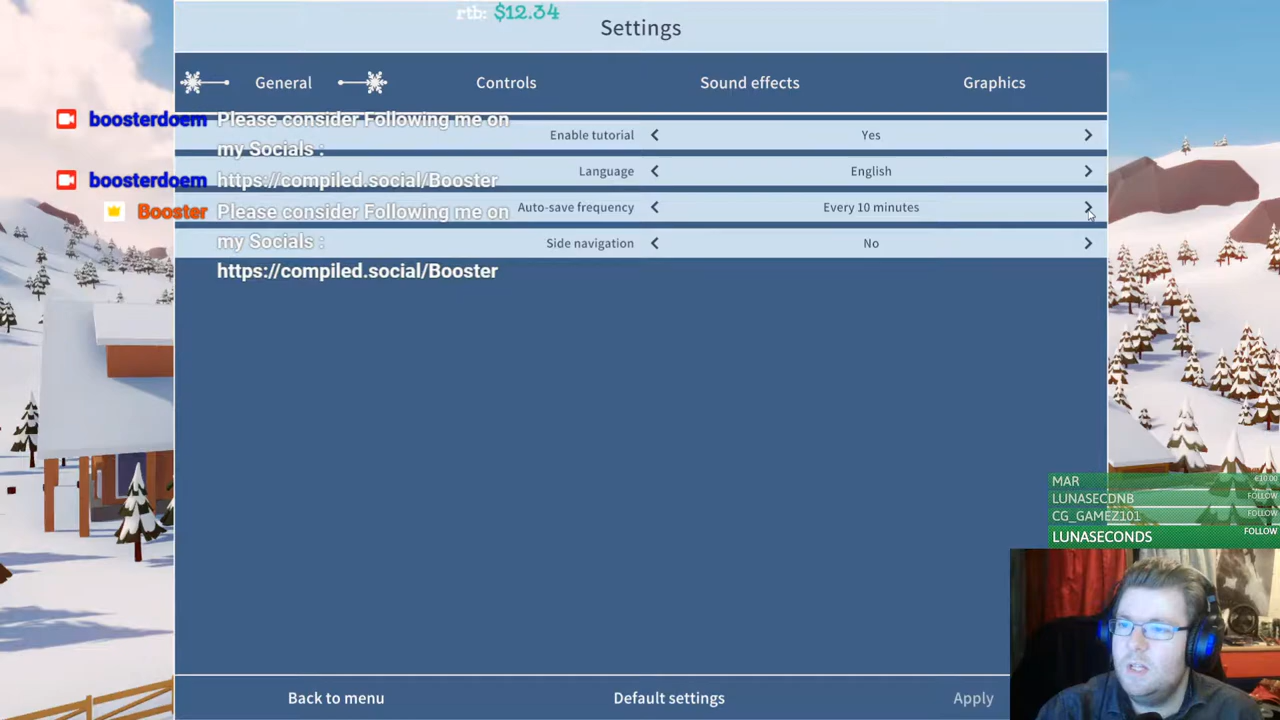 rtb: $12.34
Settings
General
Controls
Sound effects
Graphics
boosterdoem Please consider Following me on
my Socials :
boosterdoem https://compiled.social/Booster
Booster Please consider Following me on
my Socials :
https://compiled.social/Booster
Enable tutorial
Yes
Language
English
Auto-save frequency
Every 10 minutes
Side navigation
No
MAR €10.00
LUNASECDNB FOLLOW
CG_GAMEZ101 FOLLOW
LUNASECONDS FOLLOW
Back to menu
Default settings
Apply